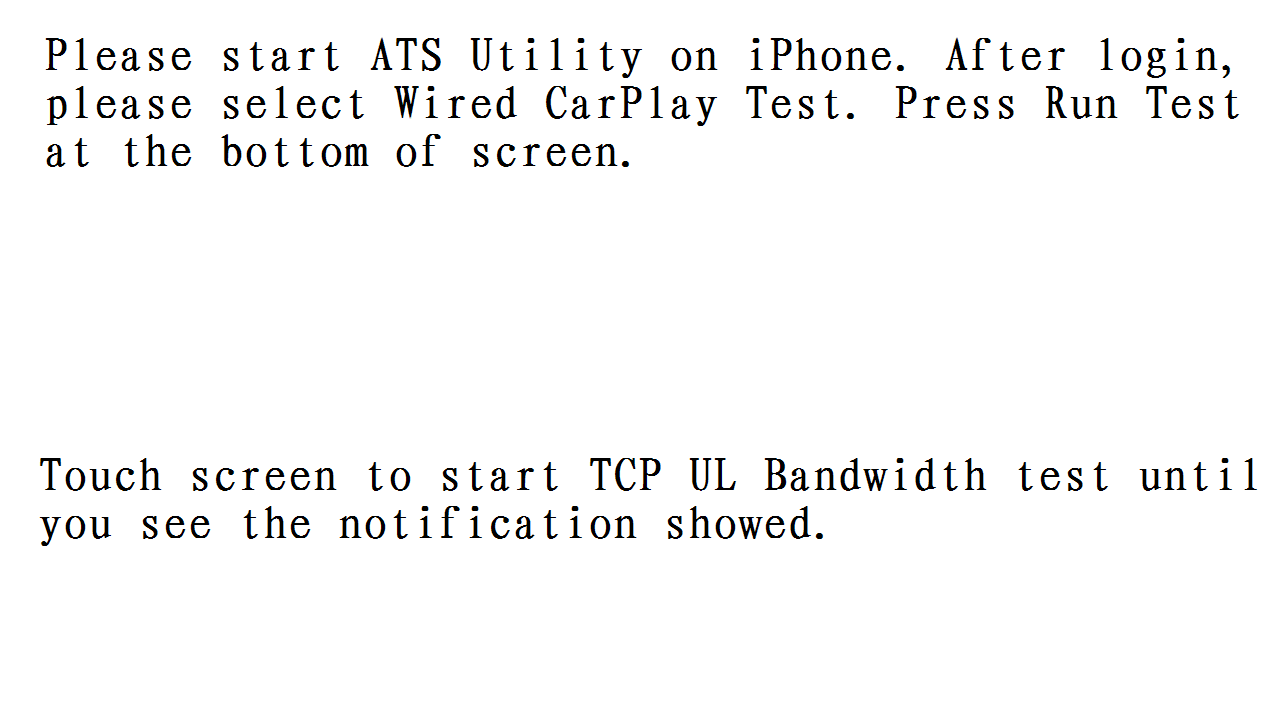 Please start ATS Utility on iPhone. After login,
please select Wired CarPlay Test. Press Run Test
at the bottom of screen.
Touch screen to start TCP UL Bandwidth test until
you see the notification showed.